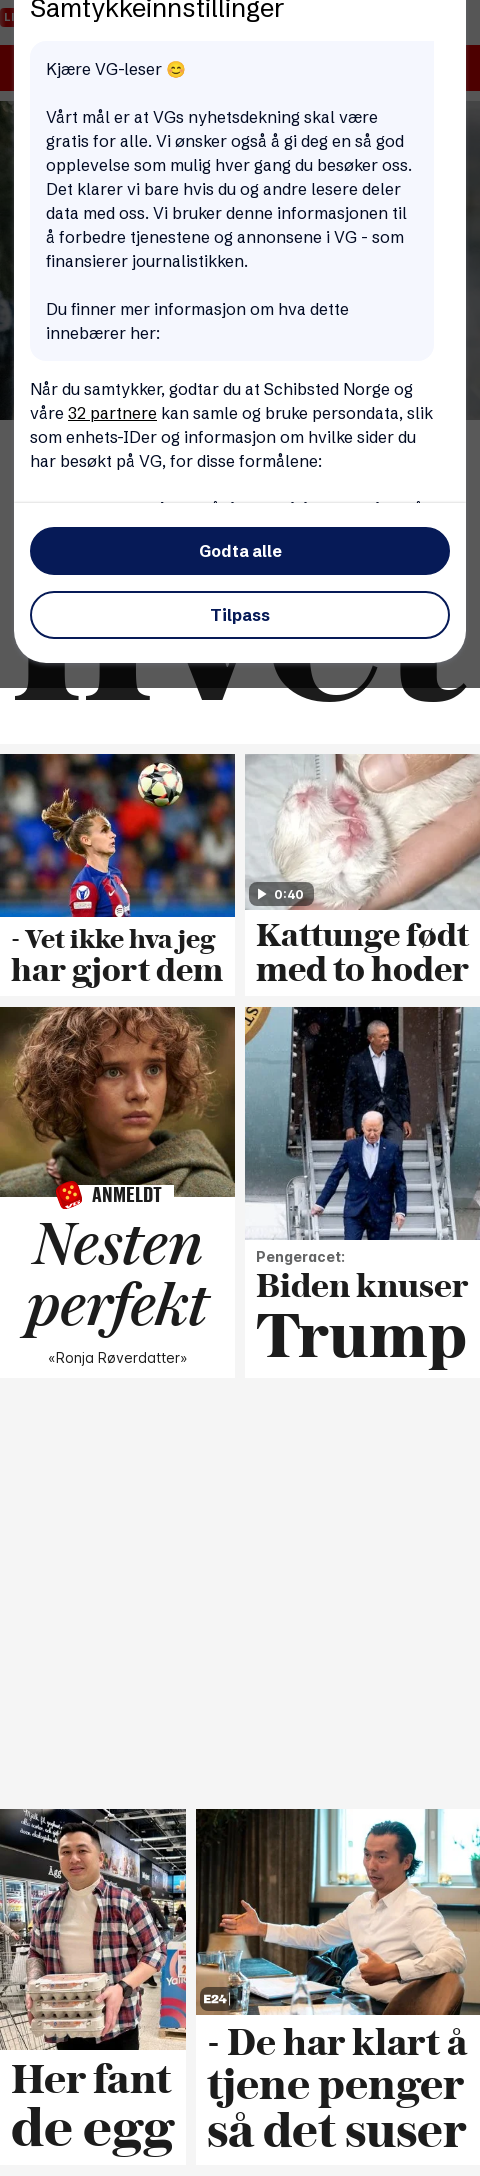 Samtykkeinnstillinger
Kjære VG-leser 😊
Vårt mål er at VGs nyhetsdekning skal være
gratis for alle. Vi ønsker også å gi deg en så god
opplevelse som mulig hver gang du besøker oss.
Det klarer vi bare hvis du og andre lesere deler
data med oss. Vi bruker denne informasjonen til
å forbedre tjenestene og annonsene i VG - som
finansierer journalistikken.
Du finner mer informasjon om hva dette
innebærer her:
Når du samtykker, godtar du at Schibsted Norge og
våre 32 partnere kan samle og bruke persondata, slik
som enhets-IDer og informasjon om hvilke sider du
har besøkt på VG, for disse formålene:
Godta alle
Tilpass
livet
- Vet ikke hva jeg
har gjort dem
0:40
Kattunge født
med to hoder
ANMELDT
Nesten
perfekt
«Ronja Røverdatter»
Pengeracet:
Biden knuser
Trump
Her fant
de egg
E24
- De har klart å
tjene penger
så det suser